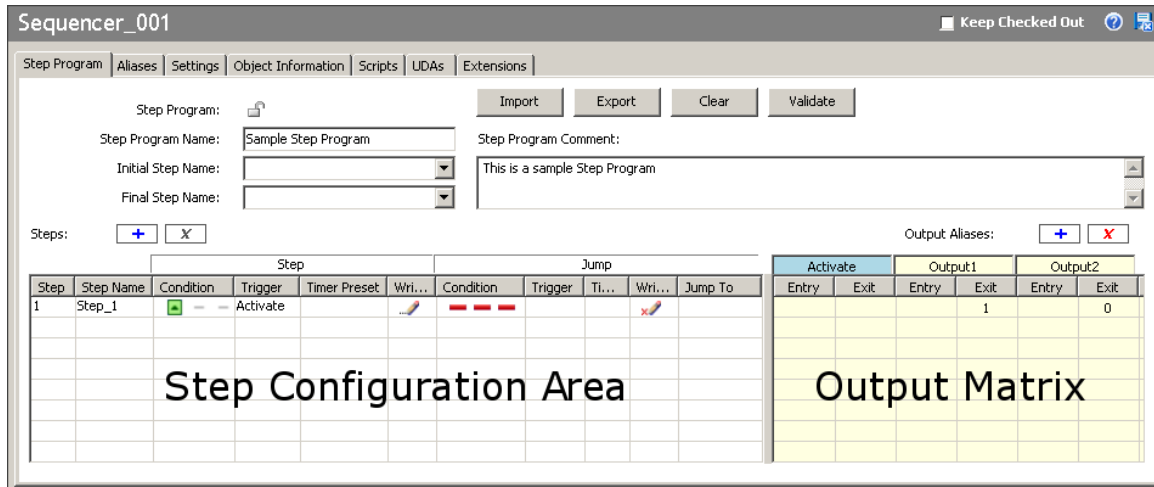 Sequencer_001
Keep Checked Out
Step Program Aliases Settings Object Information Scripts UDAs Extensions
Step Program: Import Export Clear Validate
Step Program Name: Sample Step Program Step Program Comment:
Initial Step Name: This is a sample Step Program
Final Step Name:
Steps: + x Output Aliases: + x
Step Jump Activate Output1 Output2
Step Step Name Condition Trigger Timer Preset Wri... Condition Trigger Ti... Wri... Jump To Entry Exit Entry Exit Entry Exit
1 Step_1 Activate 1 0
Step Configuration Area Output Matrix